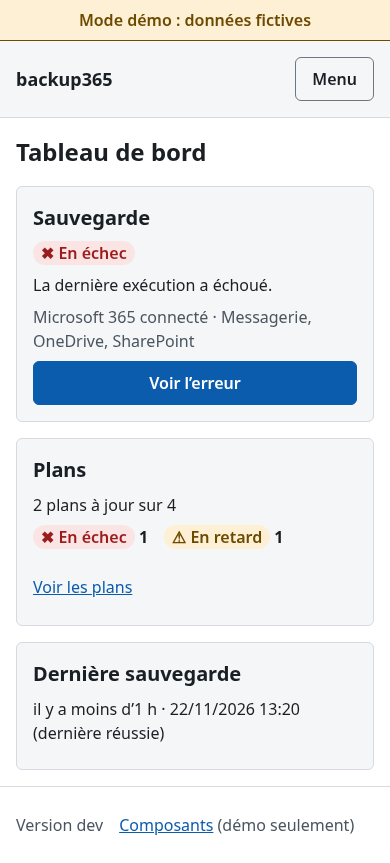 Mode démo : données fictives
backup365
Menu
Tableau de bord
Sauvegarde
✖ En échec
La dernière exécution a échoué.
Microsoft 365 connecté · Messagerie,
OneDrive, SharePoint
Voir l’erreur
Plans
2 plans à jour sur 4
✖ En échec 1 ⚠ En retard 1
Voir les plans
Dernière sauvegarde
il y a moins d’1 h · 22/11/2026 13:20
(dernière réussie)
Version dev Composants (démo seulement)